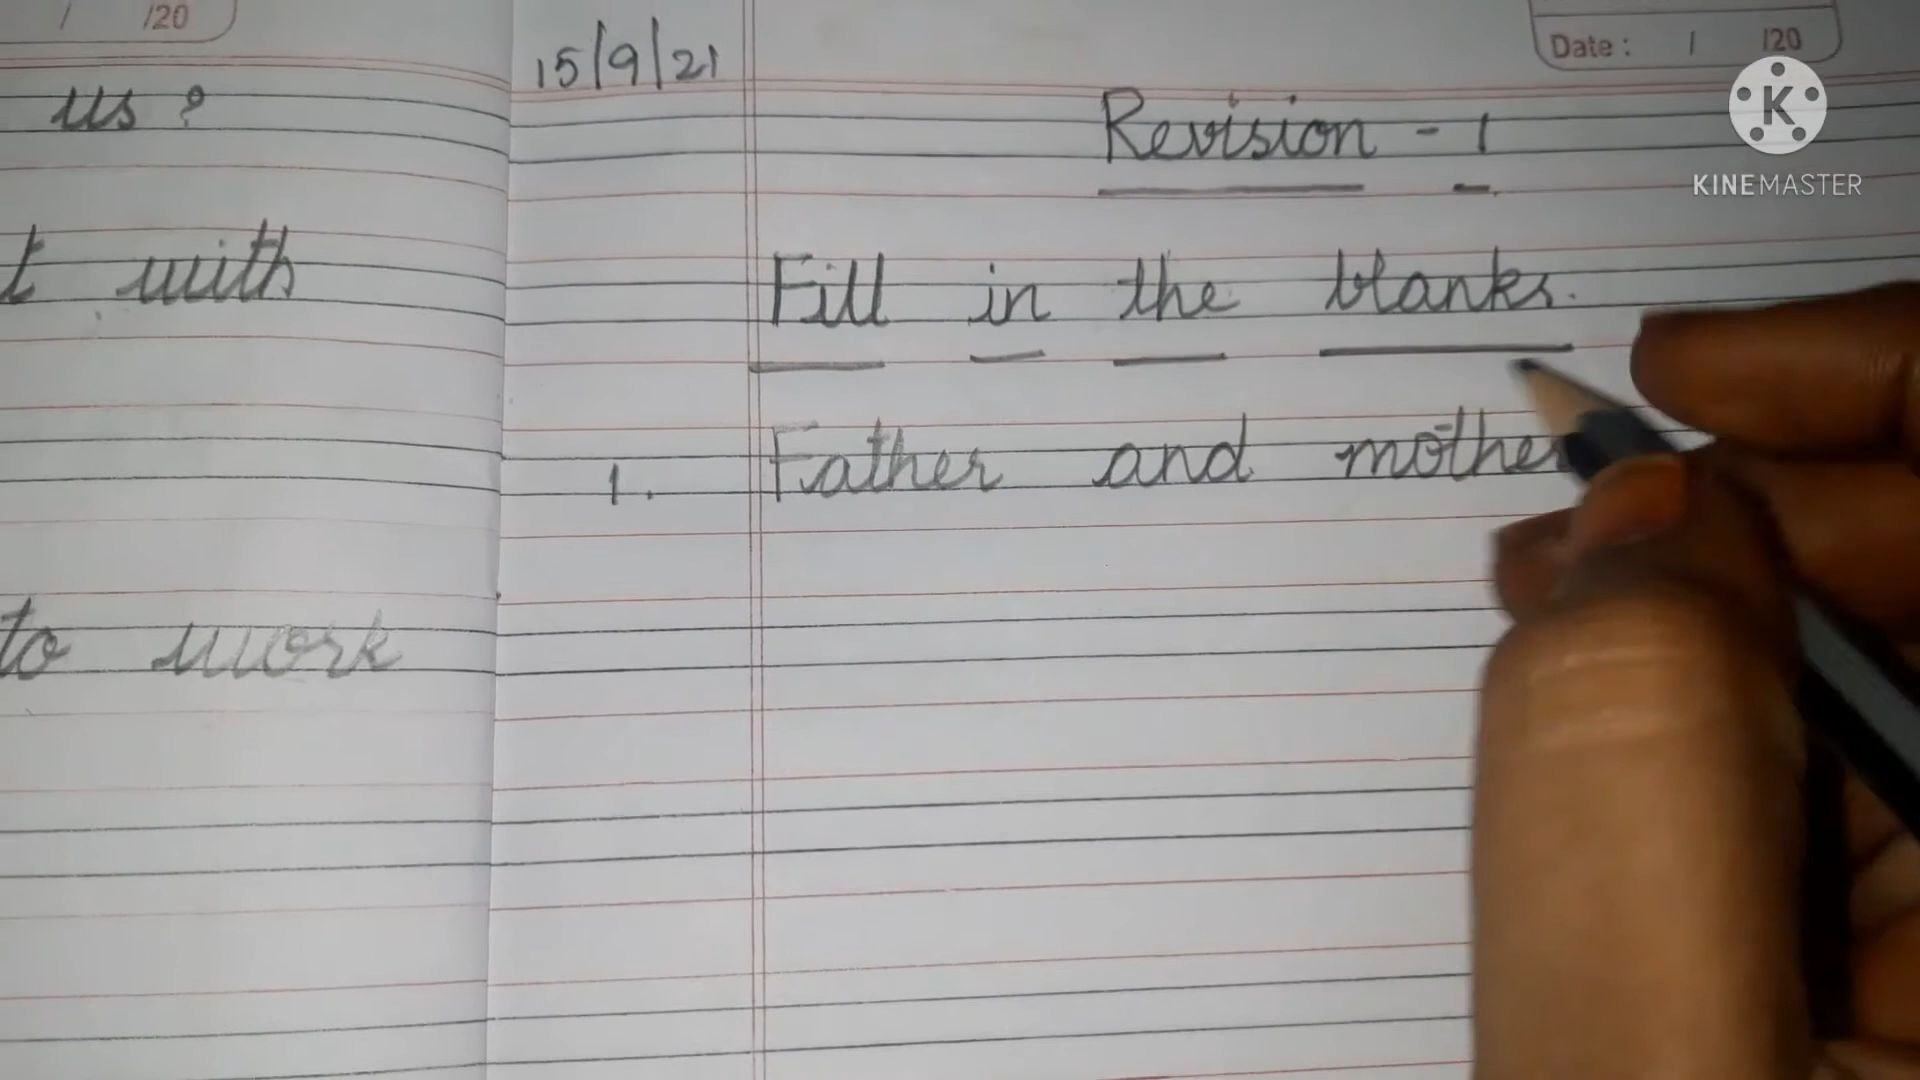 / /20
us ?
t with
to work
15/9/21
Date : / /20
Revision - 1
Fill in the blanks.
1. Father and mother
KINEMASTER